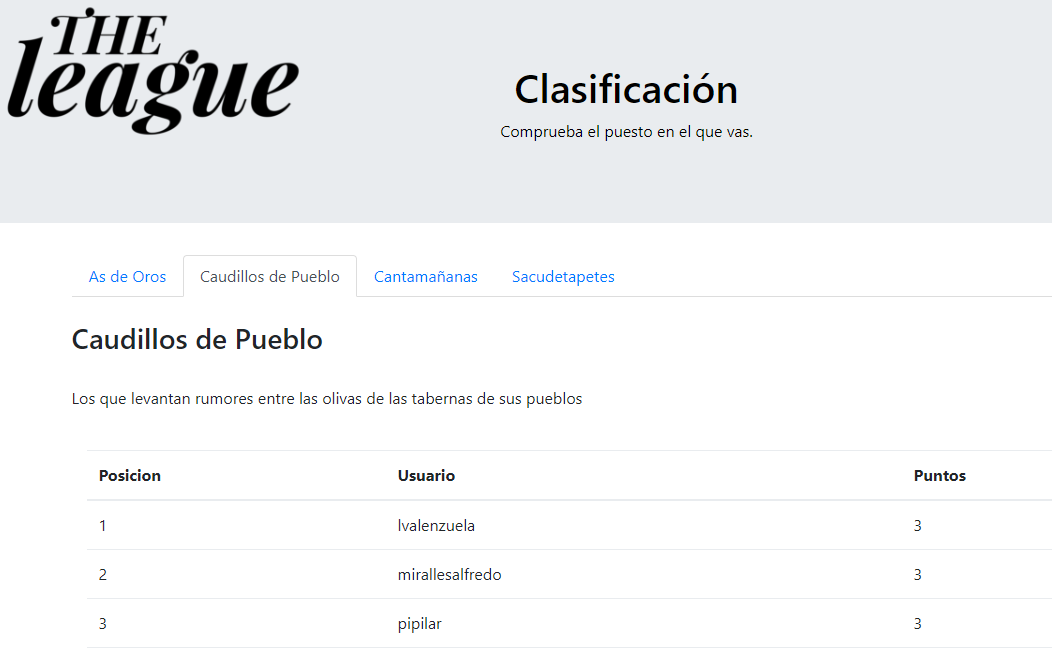 THE
league
Clasificación
Comprueba el puesto en el que vas.
As de Oros Caudillos de Pueblo Cantamañanas Sacudetapetes
Caudillos de Pueblo
Los que levantan rumores entre las olivas de las tabernas de sus pueblos
Posicion Usuario Puntos
1 lvalenzuela 3
2 mirallesalfredo 3
3 pipilar 3